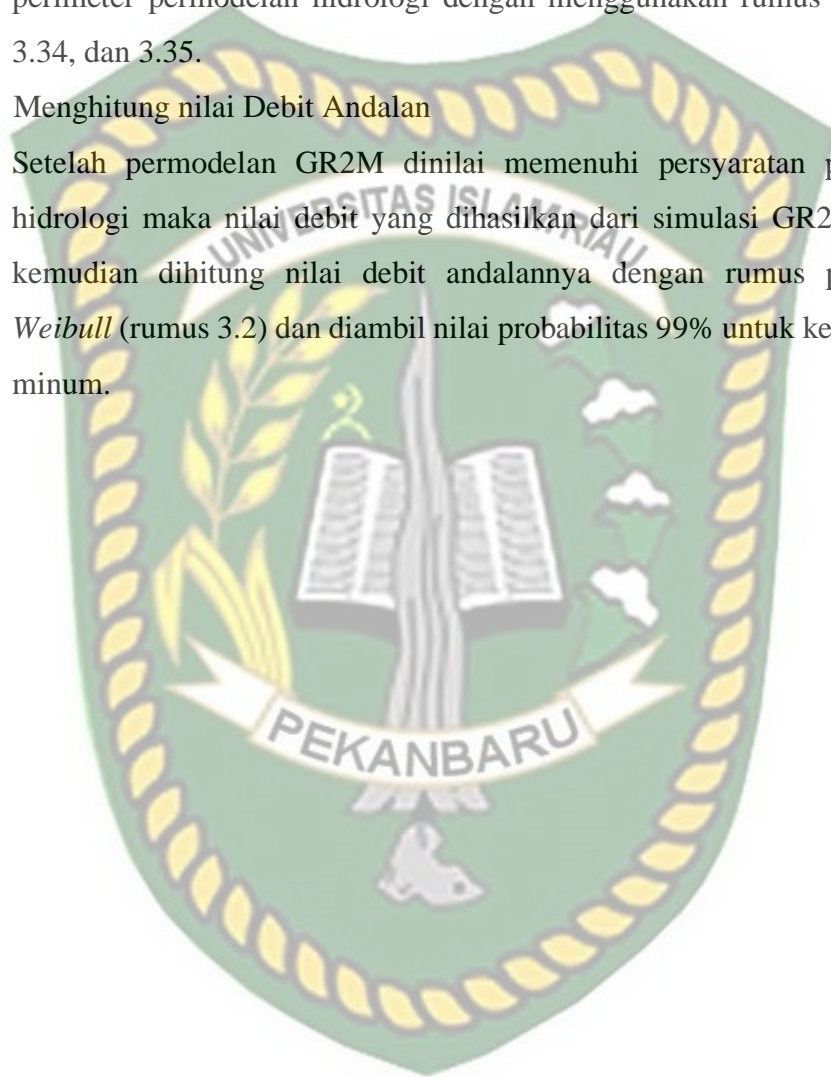 perimeter permodelan hidrologi dengan menggunakan rumus
3.34, dan 3.35.
Menghitung nilai Debit Andalan
Setelah permodelan GR2M dinilai memenuhi persyaratan p
hidrologi maka nilai debit yang dihasilkan dari simulasi GR2
kemudian dihitung nilai debit andalannya dengan rumus p
Weibull (rumus 3.2) dan diambil nilai probabilitas 99% untuk ke
minum.
UNIVERSITAS ISLAM RIAU
PEKANBARU